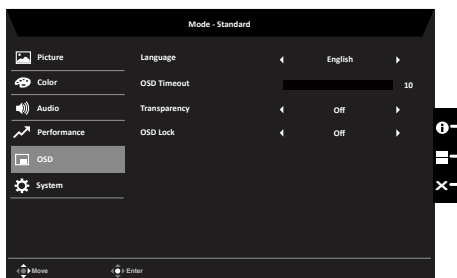 Mode - Standard
Picture
Language English
Color
OSD Timeout 10
Audio
Transparency Off
Performance
OSD Lock Off
OSD
System
Move Enter